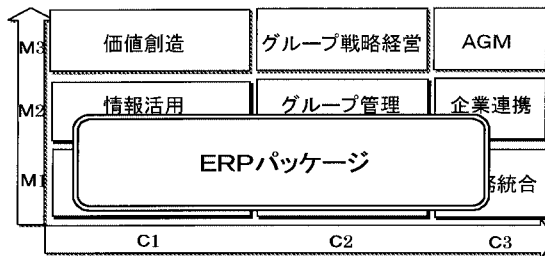 M3 価値創造 グループ戦略経営 AGM
M2 情報活用 グループ管理 企業連携
ERPパッケージ
M1 務統合
C1 C2 C3